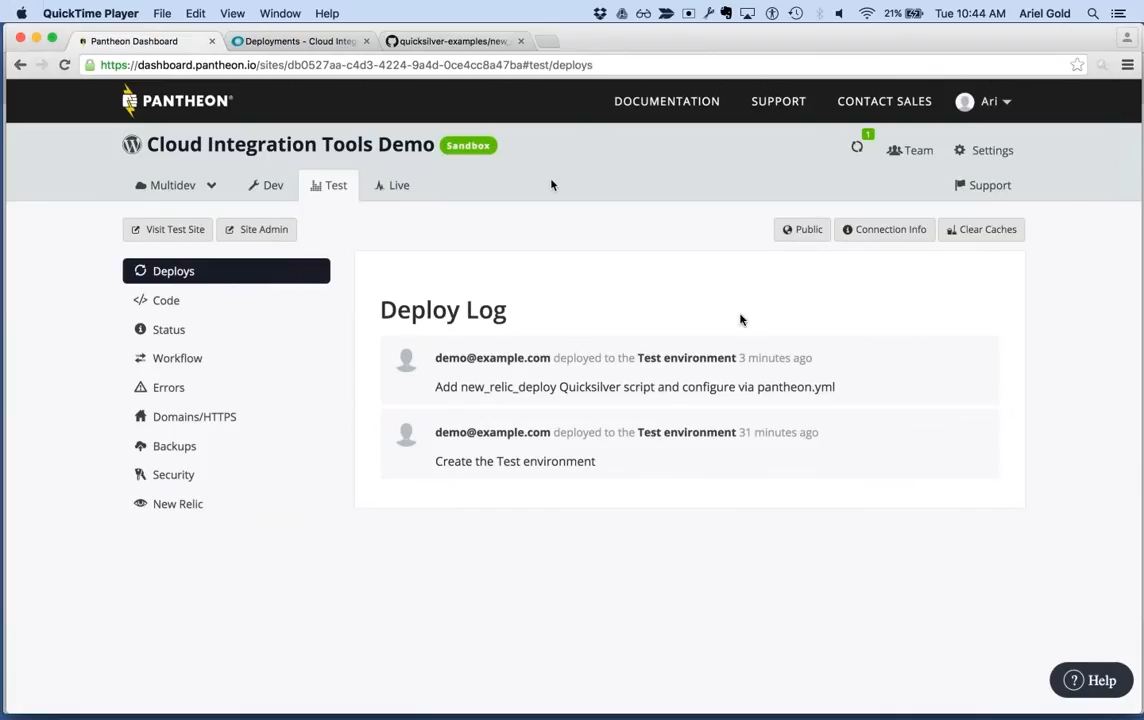 QuickTime Player File Edit View Window Help 21% Tue 10:44 AM Ariel Gold
Pantheon Dashboard Deployments - Cloud Integ quicksilver-examples/new_
https://dashboard.pantheon.io/sites/db0527aa-c4d3-4224-9a4d-0ce4cc8a47ba#test/deploys
PANTHEON DOCUMENTATION SUPPORT CONTACT SALES Ari
Cloud Integration Tools Demo Sandbox 1 Team Settings
Multidev Dev Test Live Support
Visit Test Site Site Admin Public Connection Info Clear Caches
Deploys
Code
Status
Workflow
Errors
Domains/HTTPS
Backups
Security
New Relic
Deploy Log
demo@example.com deployed to the Test environment 3 minutes ago
Add new_relic_deploy Quicksilver script and configure via pantheon.yml
demo@example.com deployed to the Test environment 31 minutes ago
Create the Test environment
? Help